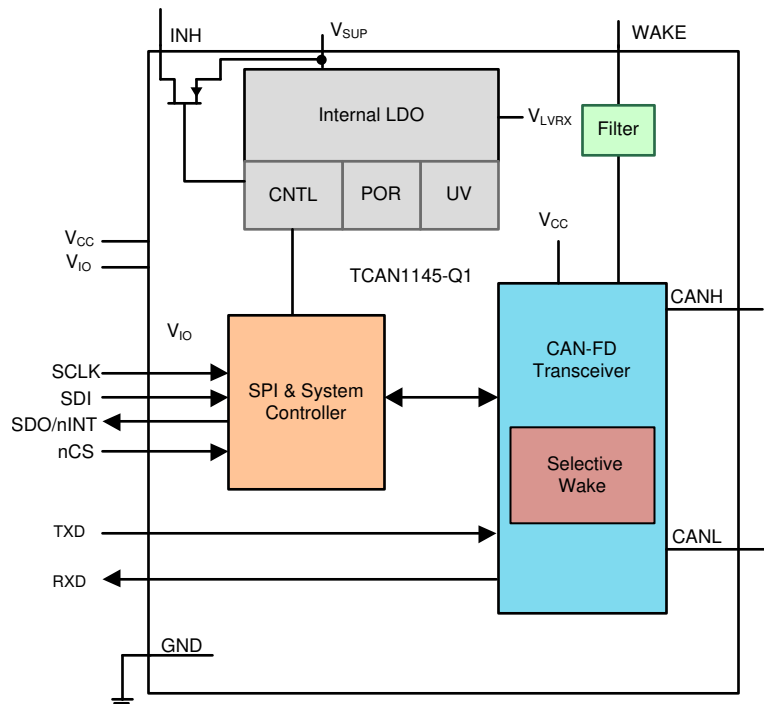 INH
VSUP
WAKE
Internal LDO
VLVRX
Filter
CNTL
POR
UV
VCC
VCC
VIO
TCAN1145-Q1
CANH
VIO
CAN-FD
Transceiver
SCLK
SDI
SDO/nINT
nCS
SPI & System
Controller
Selective
Wake
TXD
CANL
RXD
GND